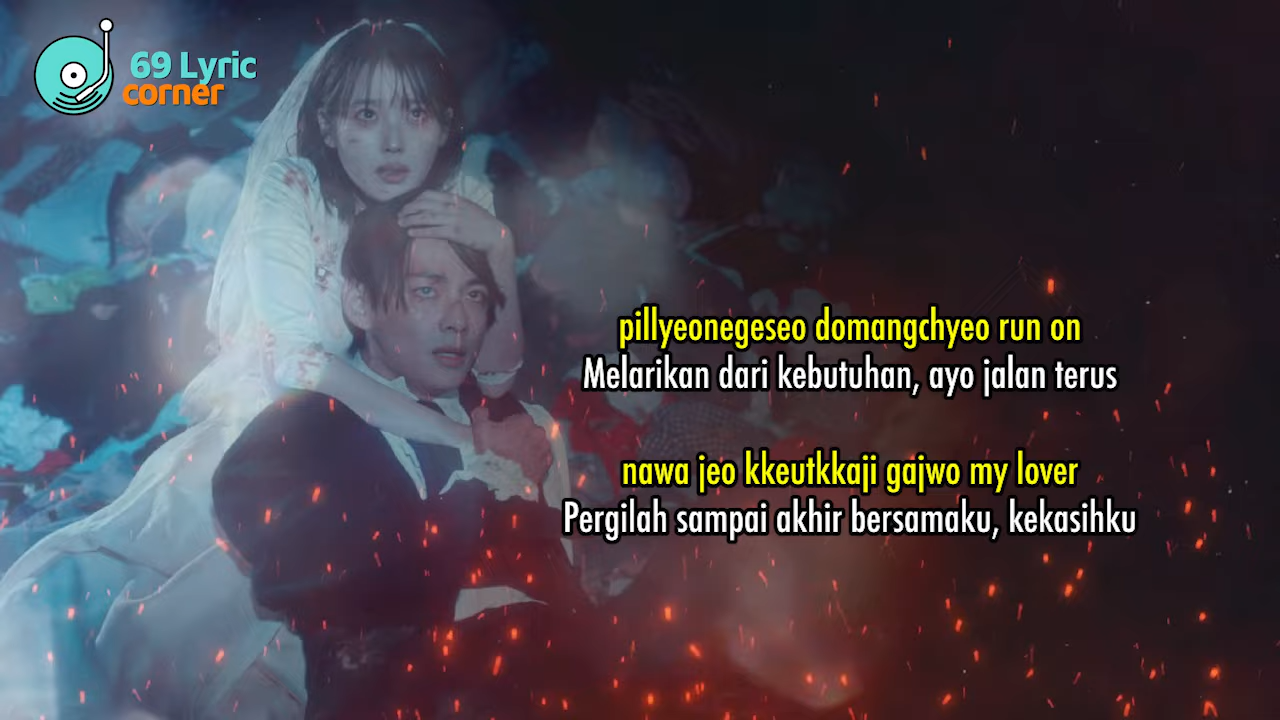 69 Lyric
corner
pillyeonegeseo domangchyeo run on
Melarikan dari kebutuhan, ayo jalan terus
nawa jeo kkeutkkaji gajwo my lover
Pergilah sampai akhir bersamaku, kekasihku